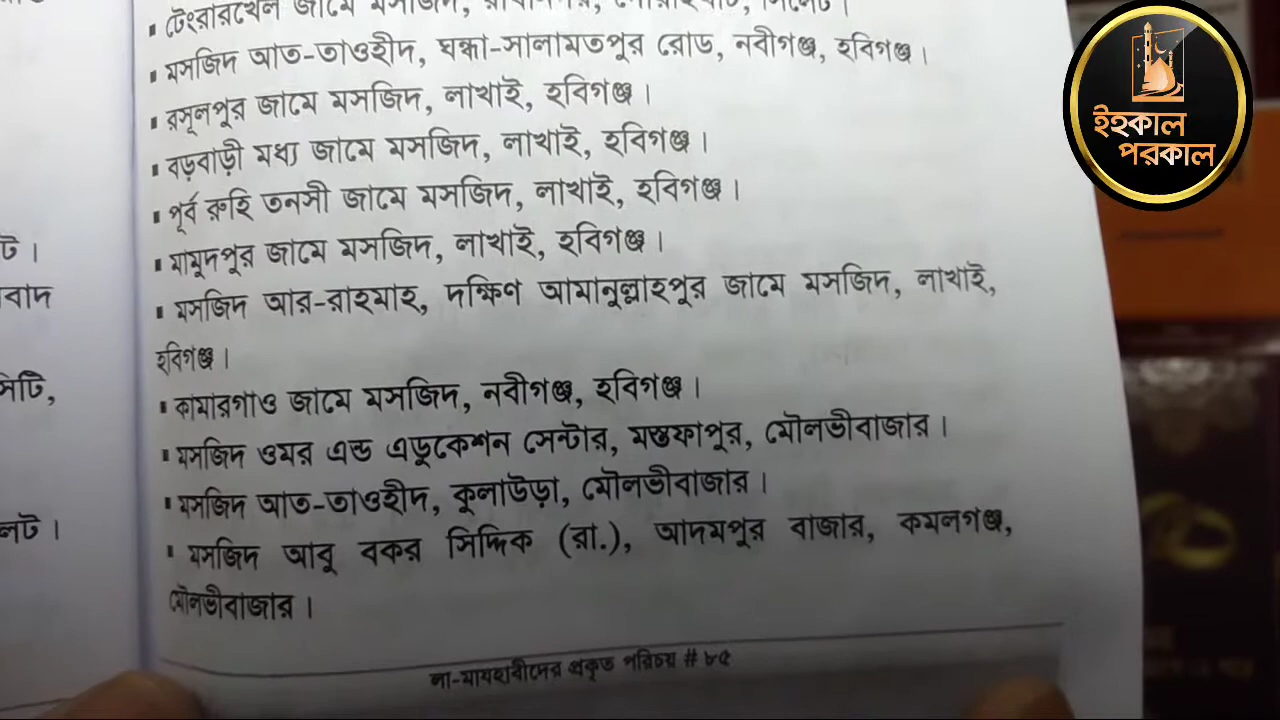 ▪ টেংরারখেল জামে মসজিদ,
▪ মসজিদ আত-তাওহীদ, ঘন্ধা-সালামতপুর রোড, নবীগঞ্জ, হবিগঞ্জ।
▪ রসূলপুর জামে মসজিদ, লাখাই, হবিগঞ্জ।
▪ বড়বাড়ী মধ্য জামে মসজিদ, লাখাই, হবিগঞ্জ।
▪ পূর্ব রুহি তনসী জামে মসজিদ, লাখাই, হবিগঞ্জ।
▪ মামুদপুর জামে মসজিদ, লাখাই, হবিগঞ্জ।
▪ মসজিদ আর-রাহমাহ, দক্ষিণ আমানুল্লাহপুর জামে মসজিদ, লাখাই,
হবিগঞ্জ।
▪ কামারগাও জামে মসজিদ, নবীগঞ্জ, হবিগঞ্জ।
▪ মসজিদ ওমর এন্ড এডুকেশন সেন্টার, মস্তফাপুর, মৌলভীবাজার।
▪ মসজিদ আত-তাওহীদ, কুলাউড়া, মৌলভীবাজার।
▪ মসজিদ আবু বকর সিদ্দিক (রা.), আদমপুর বাজার, কমলগঞ্জ,
মৌলভীবাজার।
লা-মাযহাবীদের প্রকৃত পরিচয় # ৮৫
ইহকাল
পরকাল